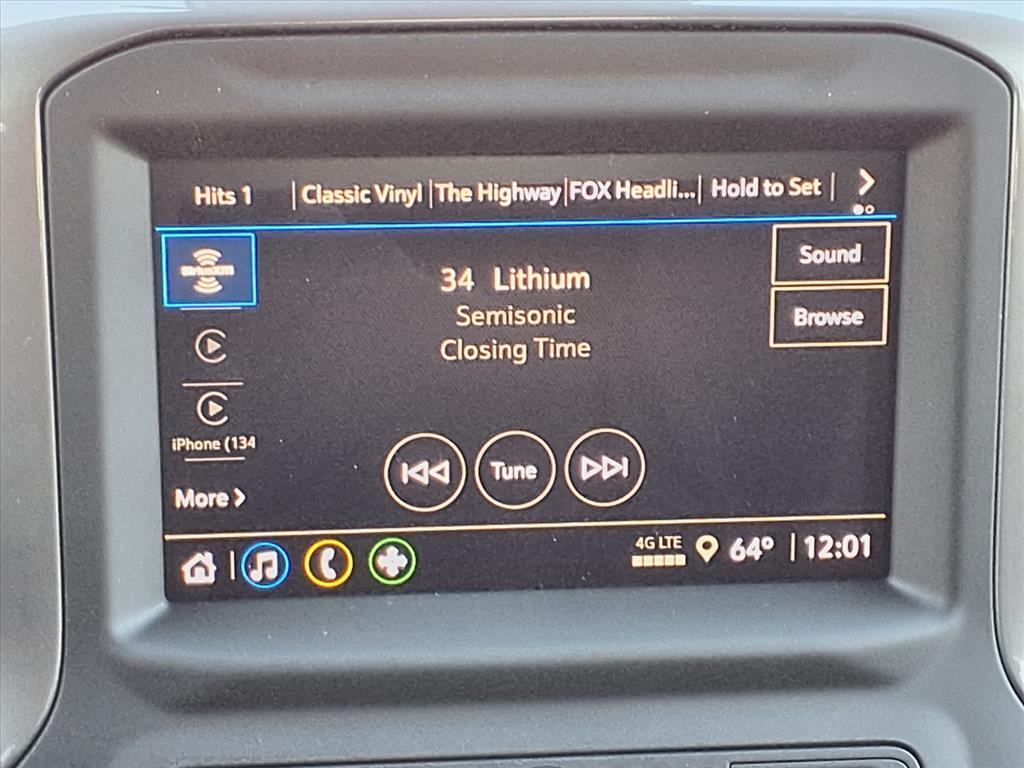 Hits 1 | Classic Vinyl | The Highway | FOX Headli... | Hold to Set |
SiriusXM
34 Lithium
Semisonic
Closing Time
Sound
Browse
iPhone (134
More
Tune
4G LTE
64° | 12:01